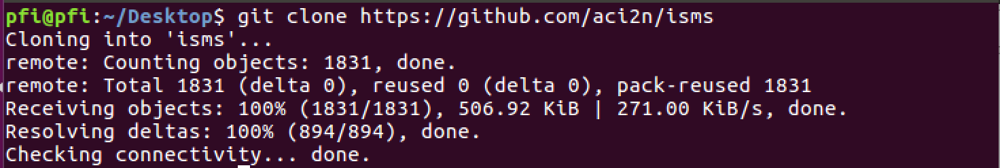 pfi@pfi:~/Desktop$ git clone https://github.com/aci2n/isms
Cloning into 'isms'...
remote: Counting objects: 1831, done.
remote: Total 1831 (delta 0), reused 0 (delta 0), pack-reused 1831
Receiving objects: 100% (1831/1831), 506.92 KiB | 271.00 KiB/s, done.
Resolving deltas: 100% (894/894), done.
Checking connectivity... done.